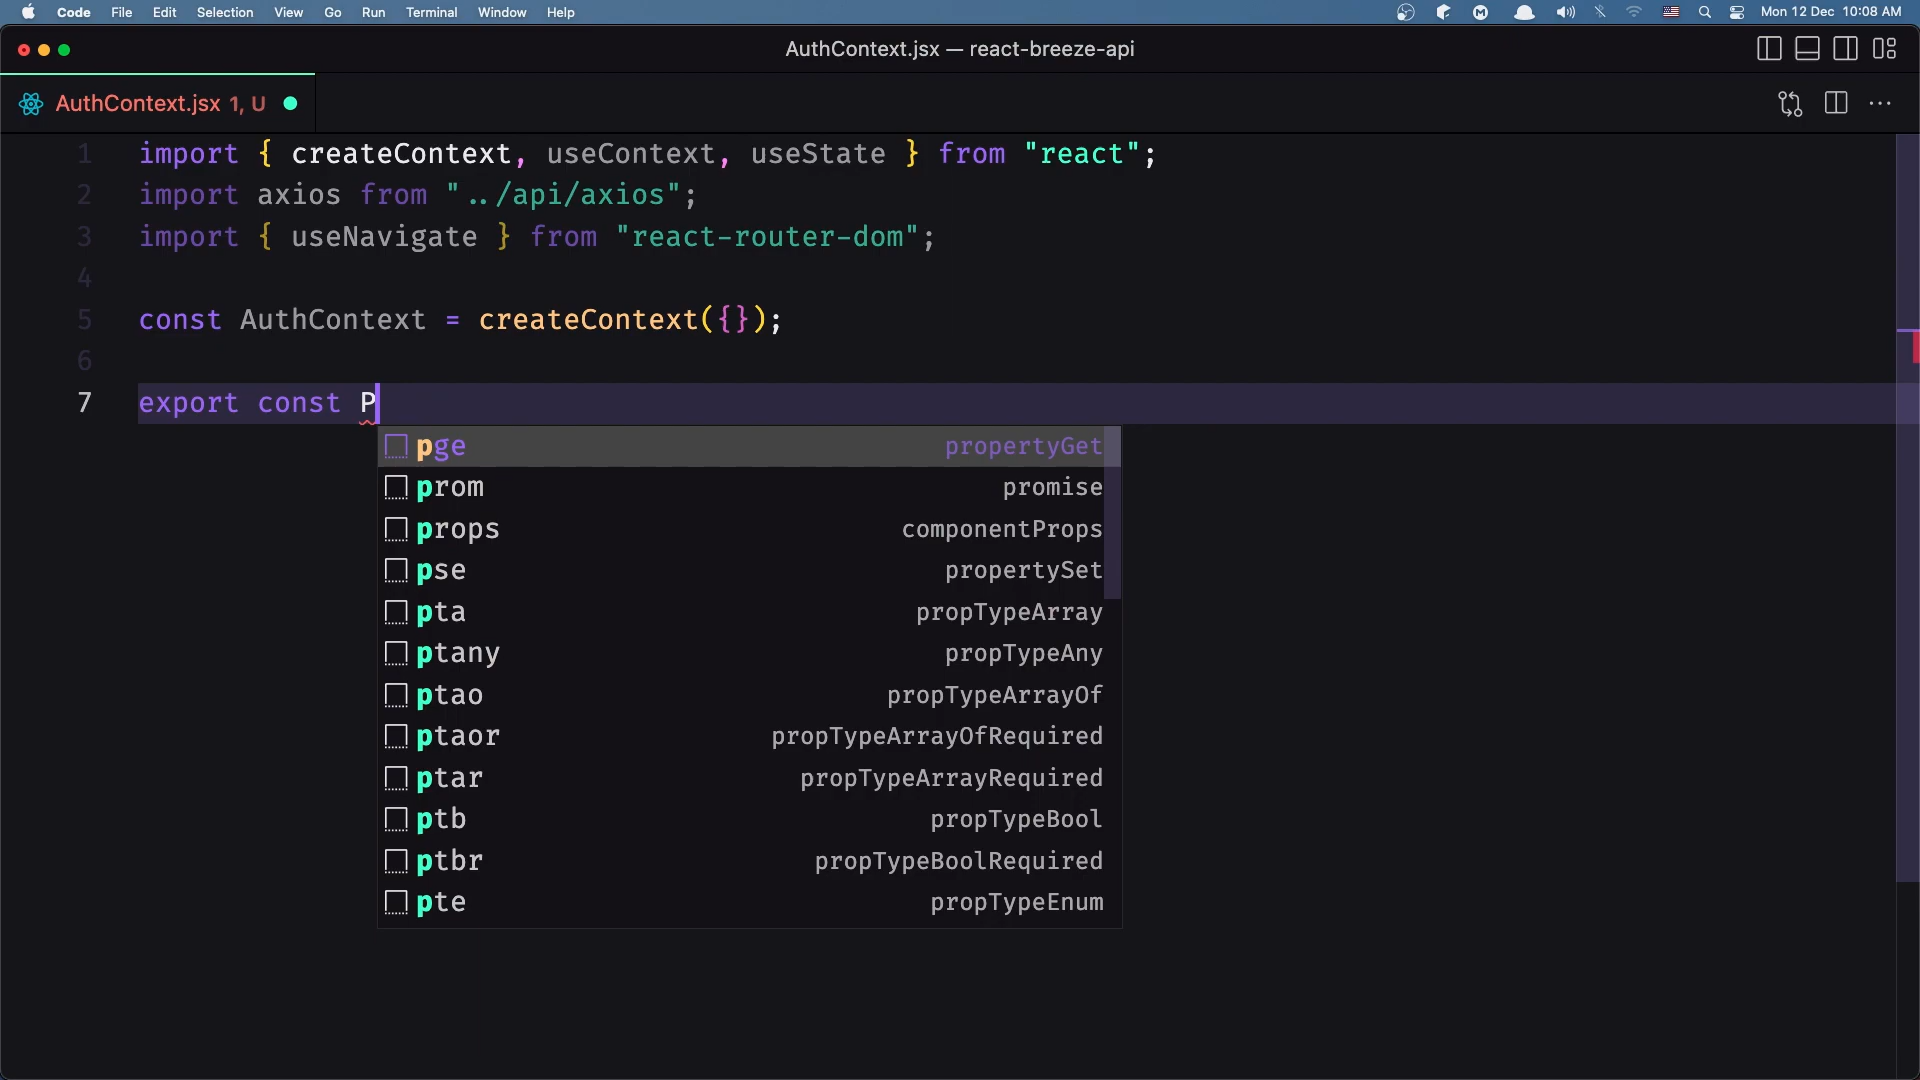 Code File Edit Selection View Go Run Terminal Window Help Mon 12 Dec 10:08 AM
AuthContext.jsx — react-breeze-api
AuthContext.jsx 1, U
1 import { createContext, useContext, useState } from "react";
2 import axios from "../api/axios";
3 import { useNavigate } from "react-router-dom";
4
5 const AuthContext = createContext({});
6
7 export const P
pge propertyGet
prom promise
props componentProps
pse propertySet
pta propTypeArray
ptany propTypeAny
ptao propTypeArrayOf
ptaor propTypeArrayOfRequired
ptar propTypeArrayRequired
ptb propTypeBool
ptbr propTypeBoolRequired
pte propTypeEnum